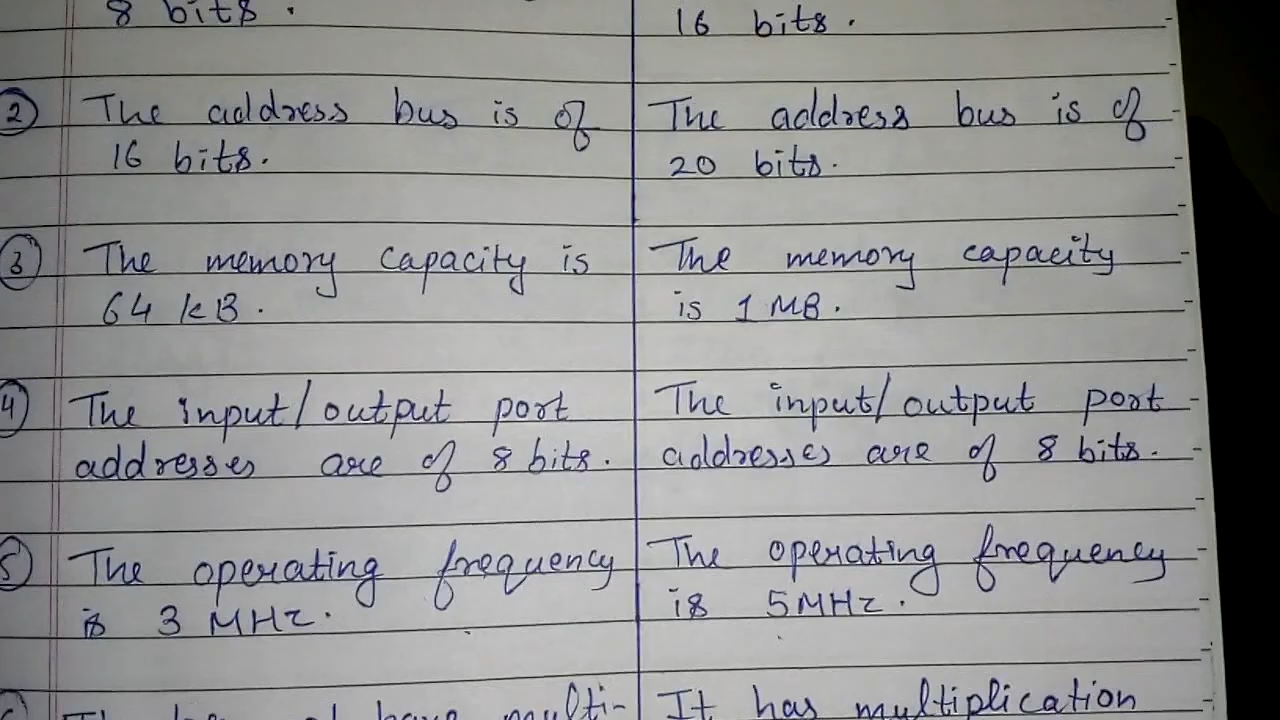 8 bits.
16 bits.
2 The address bus is of
16 bits.
The address bus is of
20 bits.
3 The memory capacity is
64 kB.
The memory capacity
is 1 MB.
4 The input/output port
addresses are of 8 bits.
The input/output port
addresses are of 8 bits.
5 The operating frequency
is 3 MHz.
The operating frequency
is 5MHz.
have multi-
It has multiplication